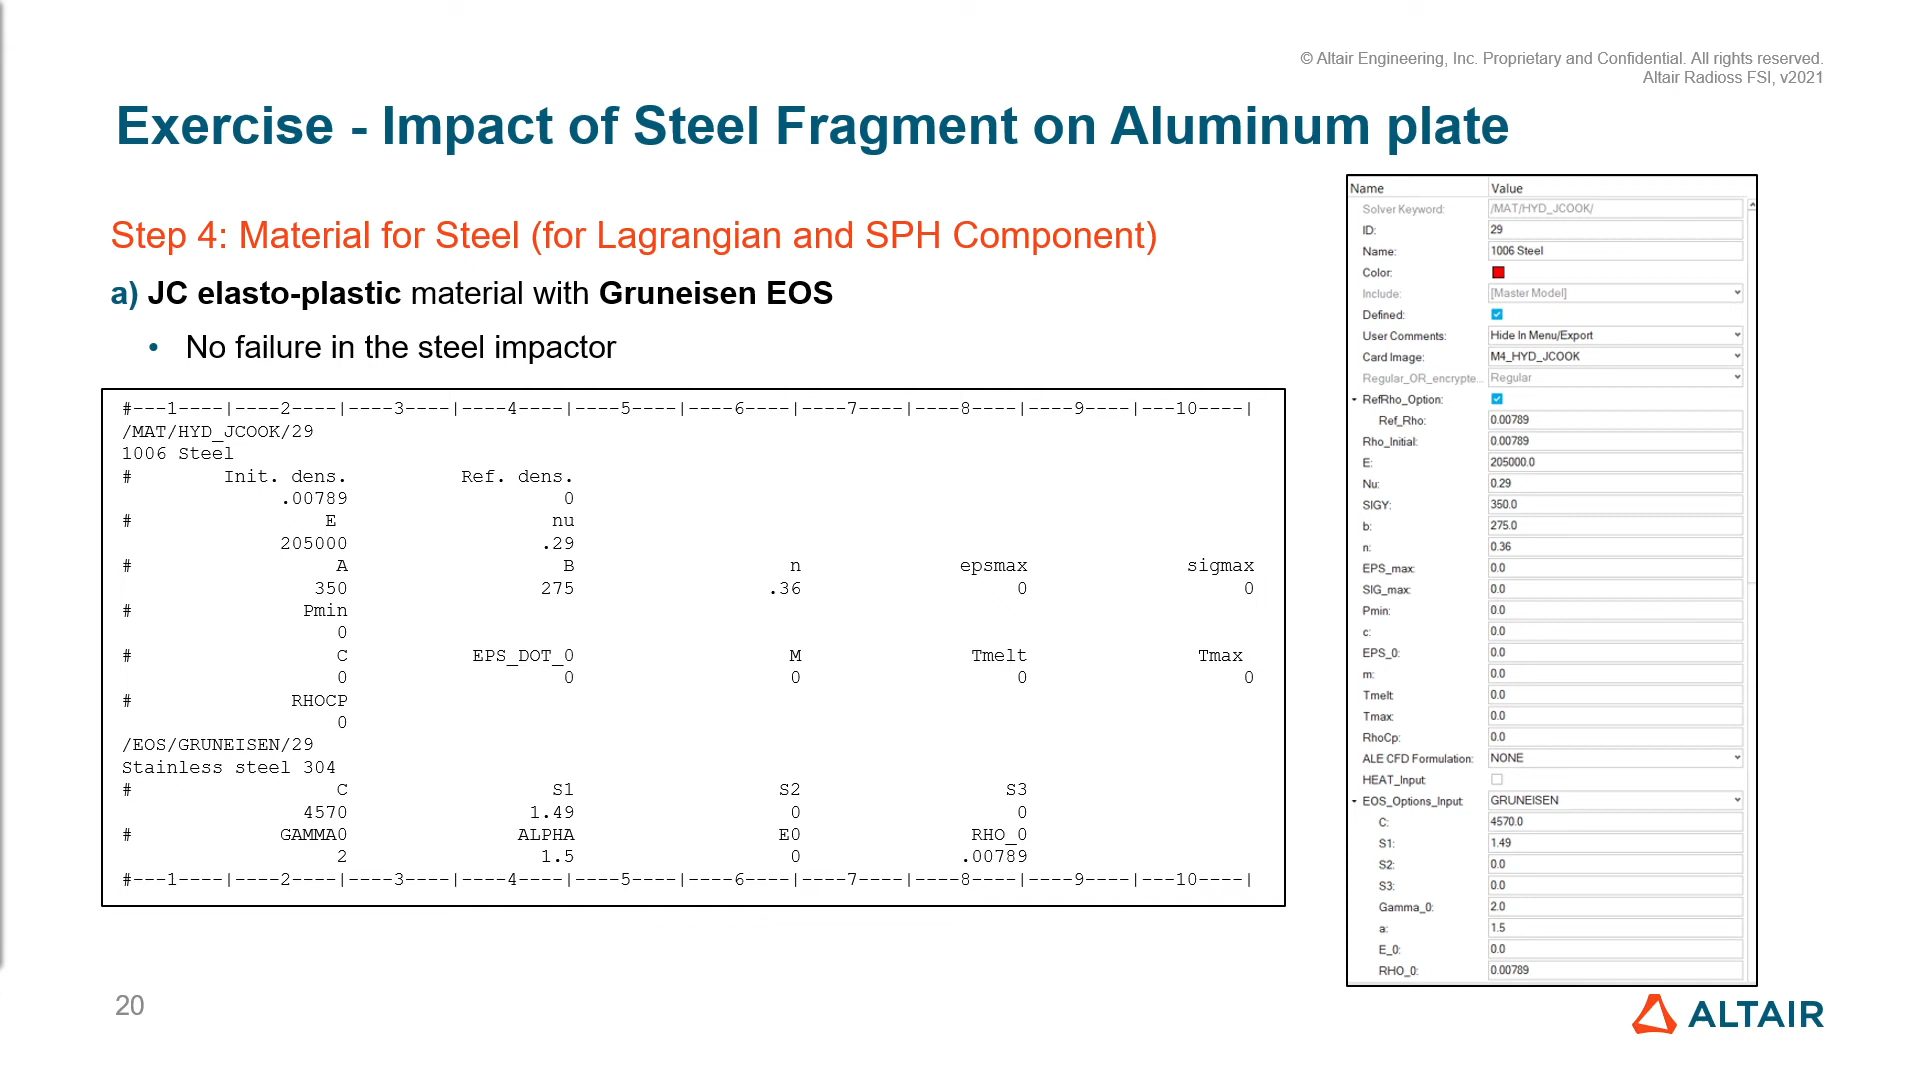 © Altair Engineering, Inc. Proprietary and Confidential. All rights reserved.
Altair Radioss FSI, v2021
Exercise - Impact of Steel Fragment on Aluminum plate
Step 4: Material for Steel (for Lagrangian and SPH Component)
a) JC elasto-plastic material with Gruneisen EOS
• No failure in the steel impactor
#---1----|----2----|----3----|----4----|----5----|----6----|----7----|----8----|----9----|---10----|
/MAT/HYD_JCOOK/29
1006 Steel
# Init. dens. Ref. dens.
.00789 0
# E nu
205000 .29
# A B n epsmax sigmax
350 275 .36 0 0
# Pmin
0
# C EPS_DOT_0 M Tmelt Tmax
0 0 0 0 0
# RHOCP
0
/EOS/GRUNEISEN/29
Stainless steel 304
# C S1 S2 S3
4570 1.49 0 0
# GAMMA0 ALPHA E0 RHO_0
2 1.5 0 .00789
#---1----|----2----|----3----|----4----|----5----|----6----|----7----|----8----|----9----|---10----|
Name Value
Solver Keyword: /MAT/HYD_JCOOK/
ID: 29
Name: 1006 Steel
Color:
Include: [Master Model]
Defined:
User Comments: Hide In Menu/Export
Card Image: M4_HYD_JCOOK
Regular_OR_encrypte... Regular
RefRho_Option:
Ref_Rho: 0.00789
Rho_Initial: 0.00789
E: 205000.0
Nu: 0.29
SIGY: 350.0
b: 275.0
n: 0.36
EPS_max: 0.0
SIG_max: 0.0
Pmin: 0.0
c: 0.0
EPS_0: 0.0
m: 0.0
Tmelt: 0.0
Tmax: 0.0
RhoCp: 0.0
ALE CFD Formulation: NONE
HEAT_Input:
EOS_Options_Input: GRUNEISEN
C: 4570.0
S1: 1.49
S2: 0.0
S3: 0.0
Gamma_0: 2.0
a: 1.5
E_0: 0.0
RHO_0: 0.00789
20
ALTAIR